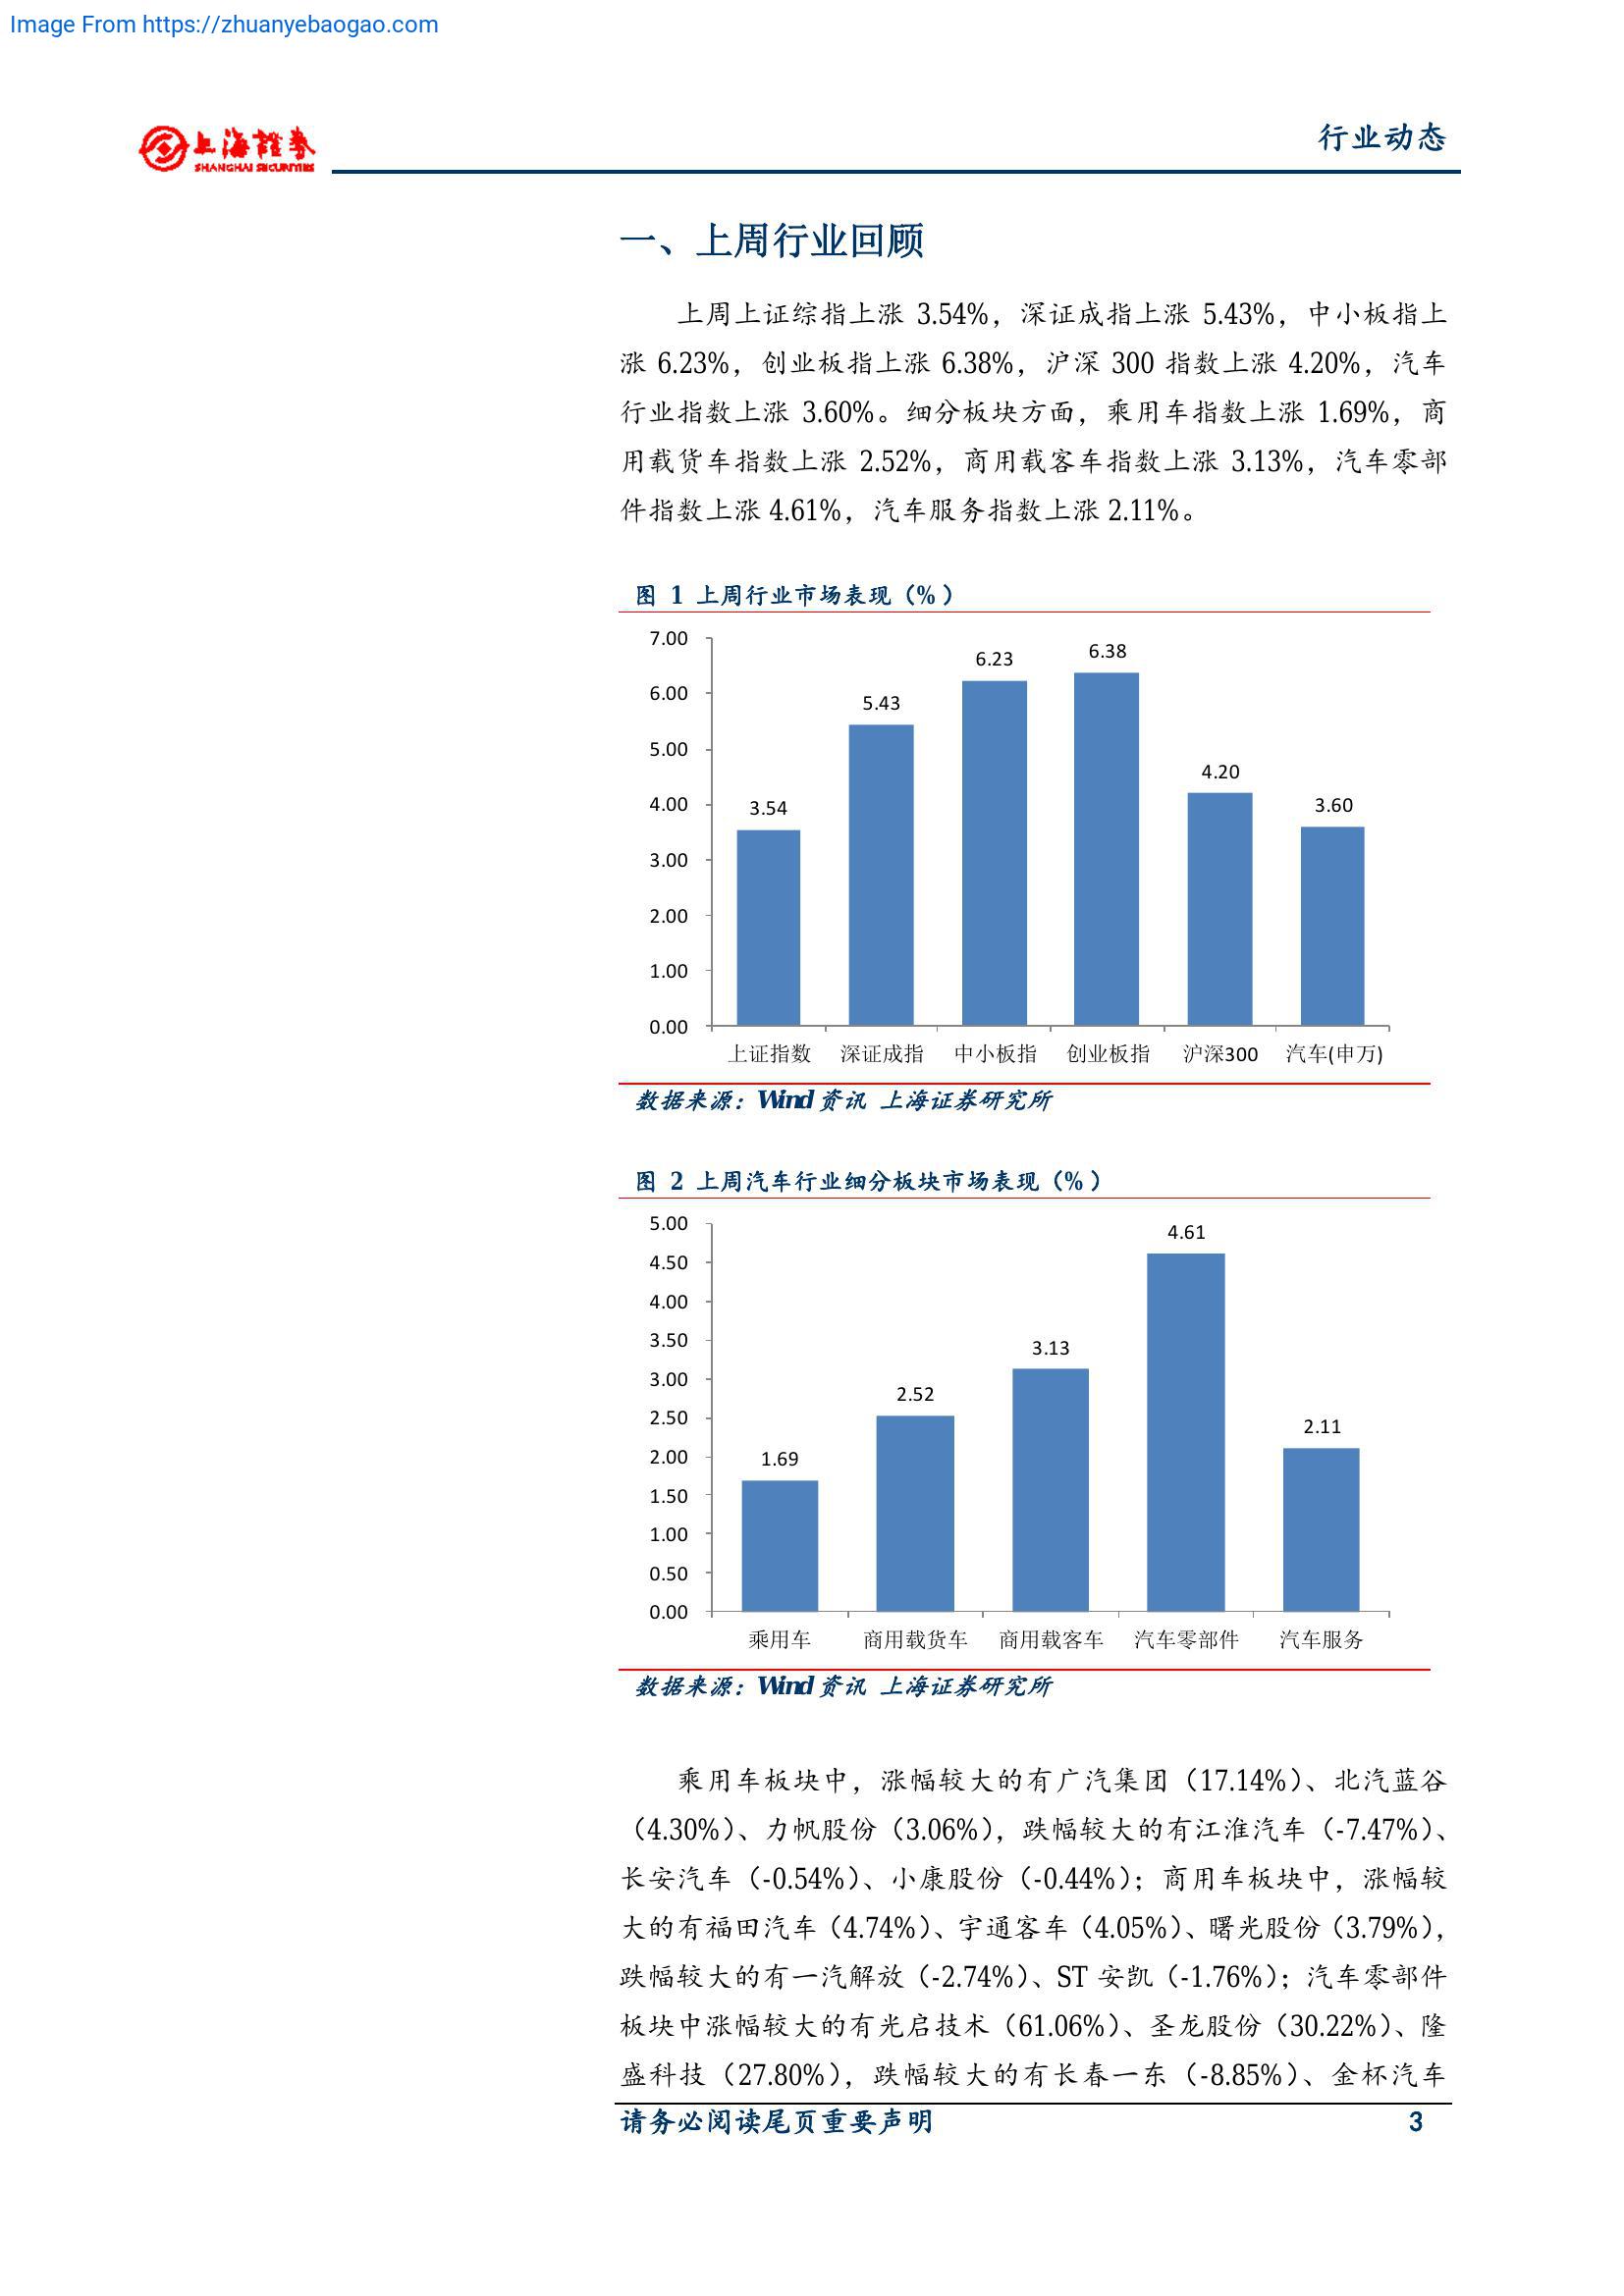 Image From https://zhuanyebaogao.com
上海證券
SHANGHAI SECURITIES
行业动态
一、上周行业回顾
上周上证综指上涨 3.54%，深证成指上涨 5.43%，中小板指上
涨 6.23%，创业板指上涨 6.38%，沪深 300 指数上涨 4.20%，汽车
行业指数上涨 3.60%。细分板块方面，乘用车指数上涨 1.69%，商
用载货车指数上涨 2.52%，商用载客车指数上涨 3.13%，汽车零部
件指数上涨 4.61%，汽车服务指数上涨 2.11%。
图 1 上周行业市场表现（%）
7.00
6.00
5.00
4.00
3.00
2.00
1.00
0.00
3.54
5.43
6.23
6.38
4.20
3.60
上证指数 深证成指 中小板指 创业板指 沪深300 汽车(申万)
数据来源：Wind 资讯 上海证券研究所
图 2 上周汽车行业细分板块市场表现（%）
5.00
4.50
4.00
3.50
3.00
2.50
2.00
1.50
1.00
0.50
0.00
1.69
2.52
3.13
4.61
2.11
乘用车 商用载货车 商用载客车 汽车零部件 汽车服务
数据来源：Wind 资讯 上海证券研究所
乘用车板块中，涨幅较大的有广汽集团（17.14%）、北汽蓝谷
（4.30%）、力帆股份（3.06%），跌幅较大的有江淮汽车（-7.47%）、
长安汽车（-0.54%）、小康股份（-0.44%）；商用车板块中，涨幅较
大的有福田汽车（4.74%）、宇通客车（4.05%）、曙光股份（3.79%），
跌幅较大的有一汽解放（-2.74%）、ST 安凯（-1.76%）；汽车零部件
板块中涨幅较大的有光启技术（61.06%）、圣龙股份（30.22%）、隆
盛科技（27.80%），跌幅较大的有长春一东（-8.85%）、金杯汽车
请务必阅读尾页重要声明 3